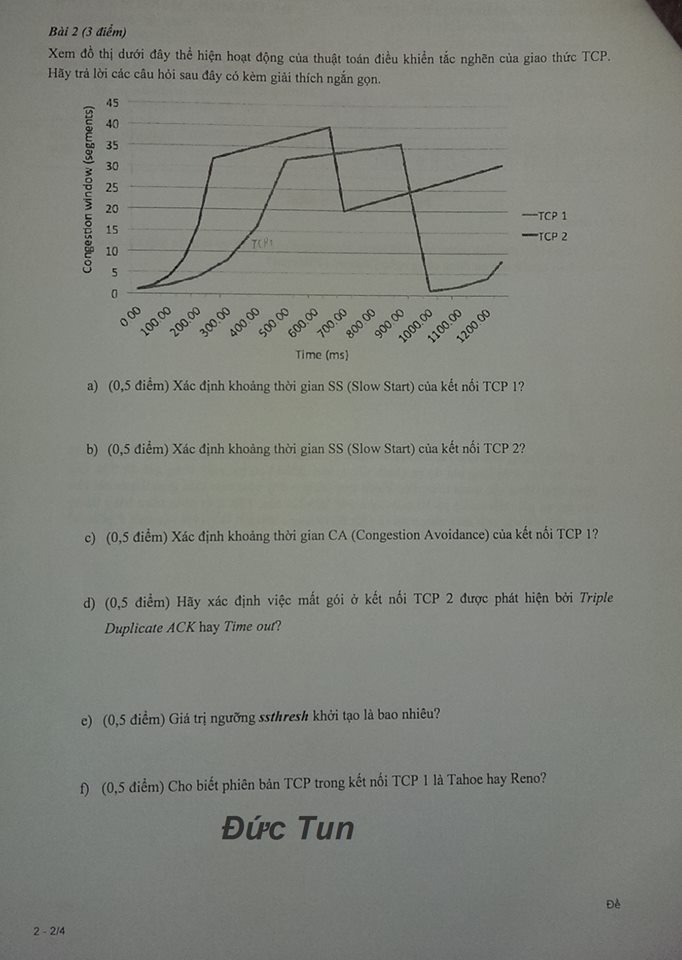 Bài 2 (3 điểm)
Xem đồ thị dưới đây thể hiện hoạt động của thuật toán điều khiển tắc nghẽn của giao thức TCP.
Hãy trả lời các câu hỏi sau đây có kèm giải thích ngắn gọn.
Congestion window (segments)
45
40
35
30
25
20
15
10
5
0
TCP1
TCP 1
TCP 2
0.00 100.00 200.00 300.00 400.00 500.00 600.00 700.00 800.00 900.00 1000.00 1100.00 1200.00
Time (ms)
a) (0,5 điểm) Xác định khoảng thời gian SS (Slow Start) của kết nối TCP 1?
b) (0,5 điểm) Xác định khoảng thời gian SS (Slow Start) của kết nối TCP 2?
c) (0,5 điểm) Xác định khoảng thời gian CA (Congestion Avoidance) của kết nối TCP 1?
d) (0,5 điểm) Hãy xác định việc mất gói ở kết nối TCP 2 được phát hiện bởi Triple
Duplicate ACK hay Time out?
e) (0,5 điểm) Giá trị ngưỡng ssthresh khởi tạo là bao nhiêu?
f) (0,5 điểm) Cho biết phiên bản TCP trong kết nối TCP 1 là Tahoe hay Reno?
Đức Tun
Đề
2 - 2/4